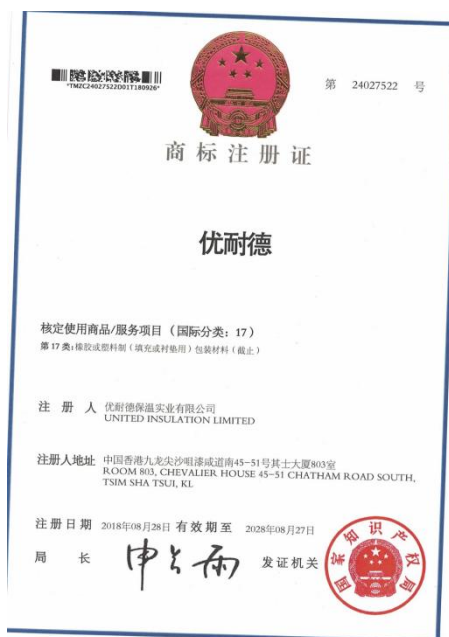 *TMZC24027522D01T180926*
第 24027522 号
商标注册证
优耐德
核定使用商品/服务项目（国际分类：17）
第17类：橡胶或塑料制（填充或衬垫用）包装材料（截止）
注册人 优耐德保温实业有限公司
UNITED INSULATION LIMITED
注册人地址 中国香港九龙尖沙咀漆咸道南45-51号其士大厦803室
ROOM 803, CHEVALIER HOUSE 45-51 CHATHAM ROAD SOUTH,
TSIM SHA TSUI, KL
注册日期 2018年08月28日 有效期至 2028年08月27日
局长 申长雨 发证机关
国家知识产权局